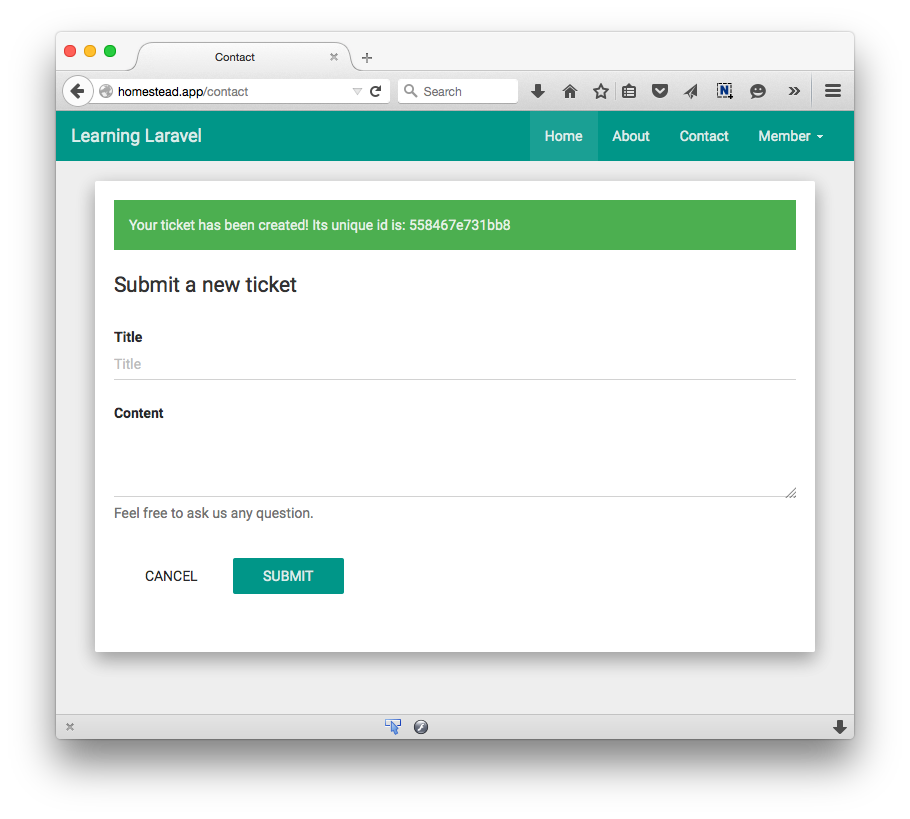 Contact
homestead.app/contact
Search
Learning Laravel
Home
About
Contact
Member
Your ticket has been created! Its unique id is: 558467e731bb8
Submit a new ticket
Title
Title
Content
Feel free to ask us any question.
CANCEL
SUBMIT